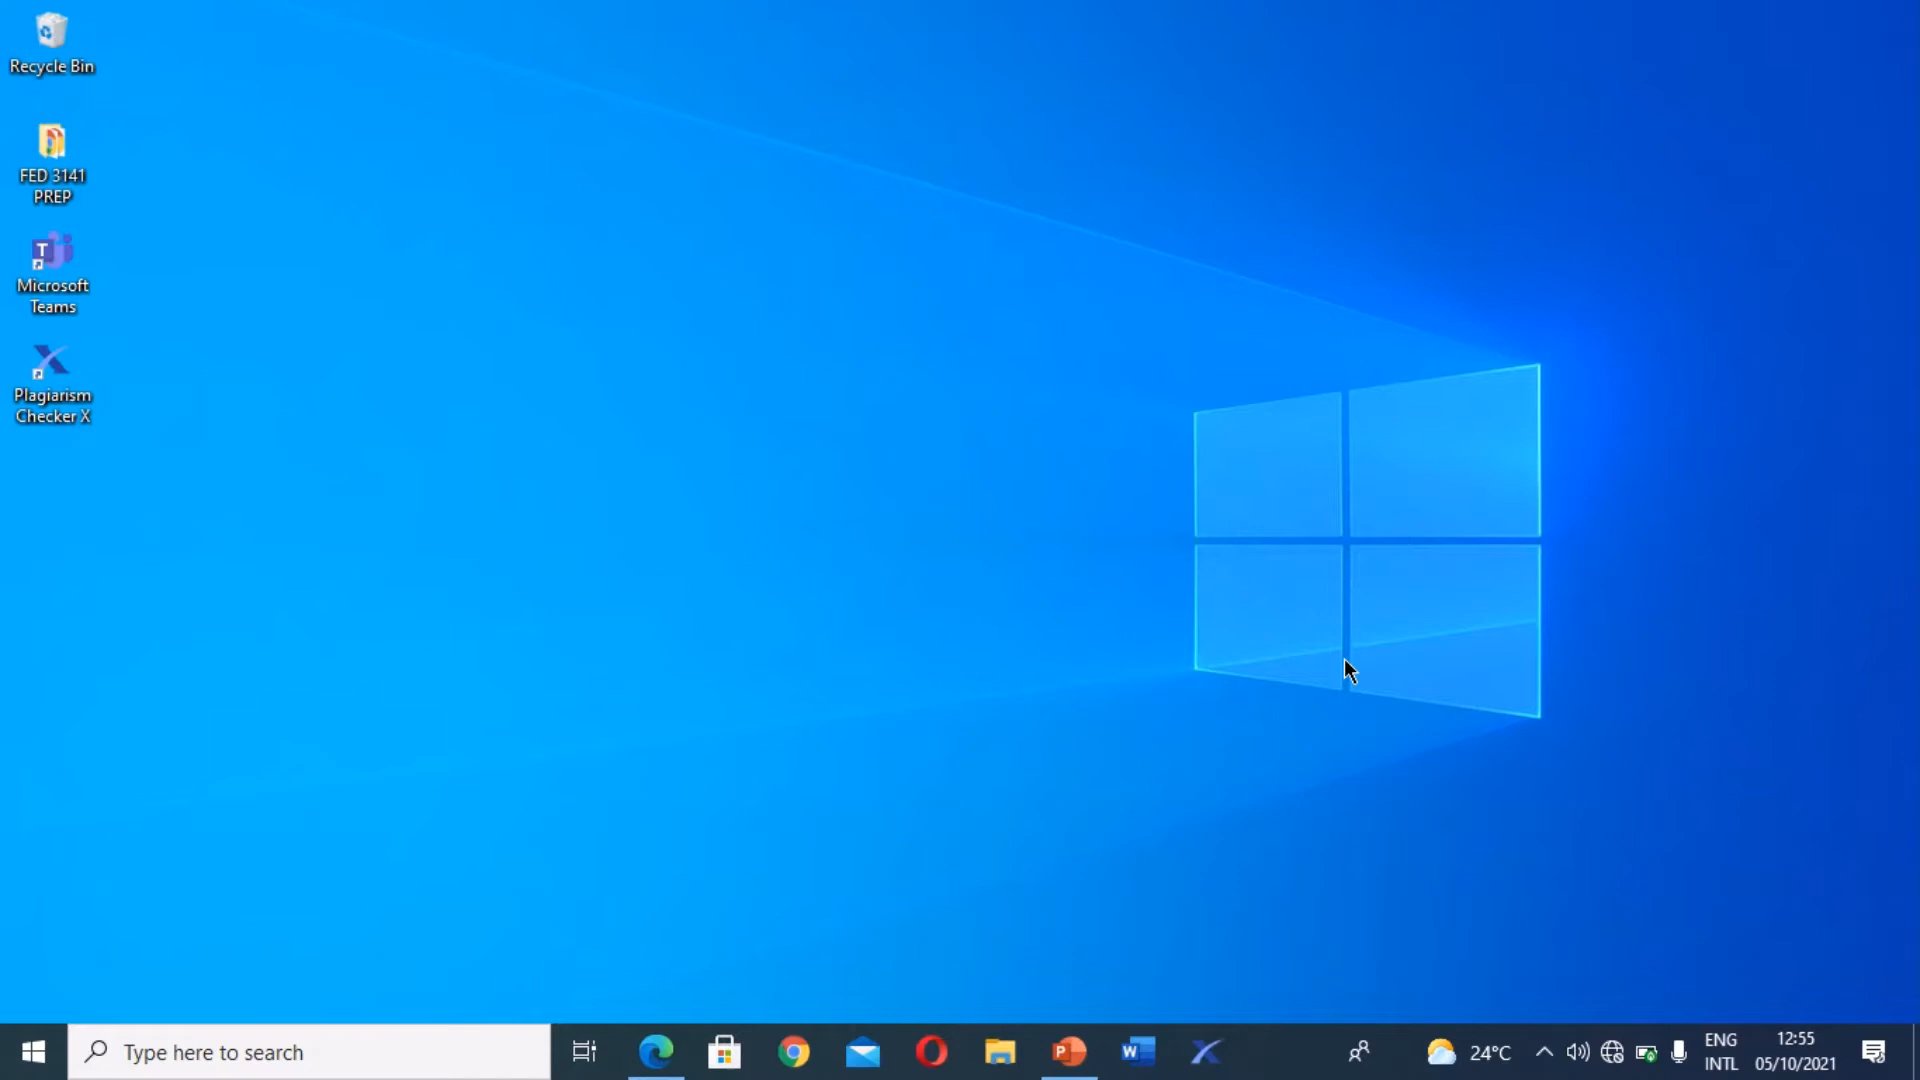 Recycle Bin
FED 3141
PREP
Microsoft
Teams
Plagiarism
Checker X
Type here to search
24°C
ENG
INTL
12:55
05/10/2021